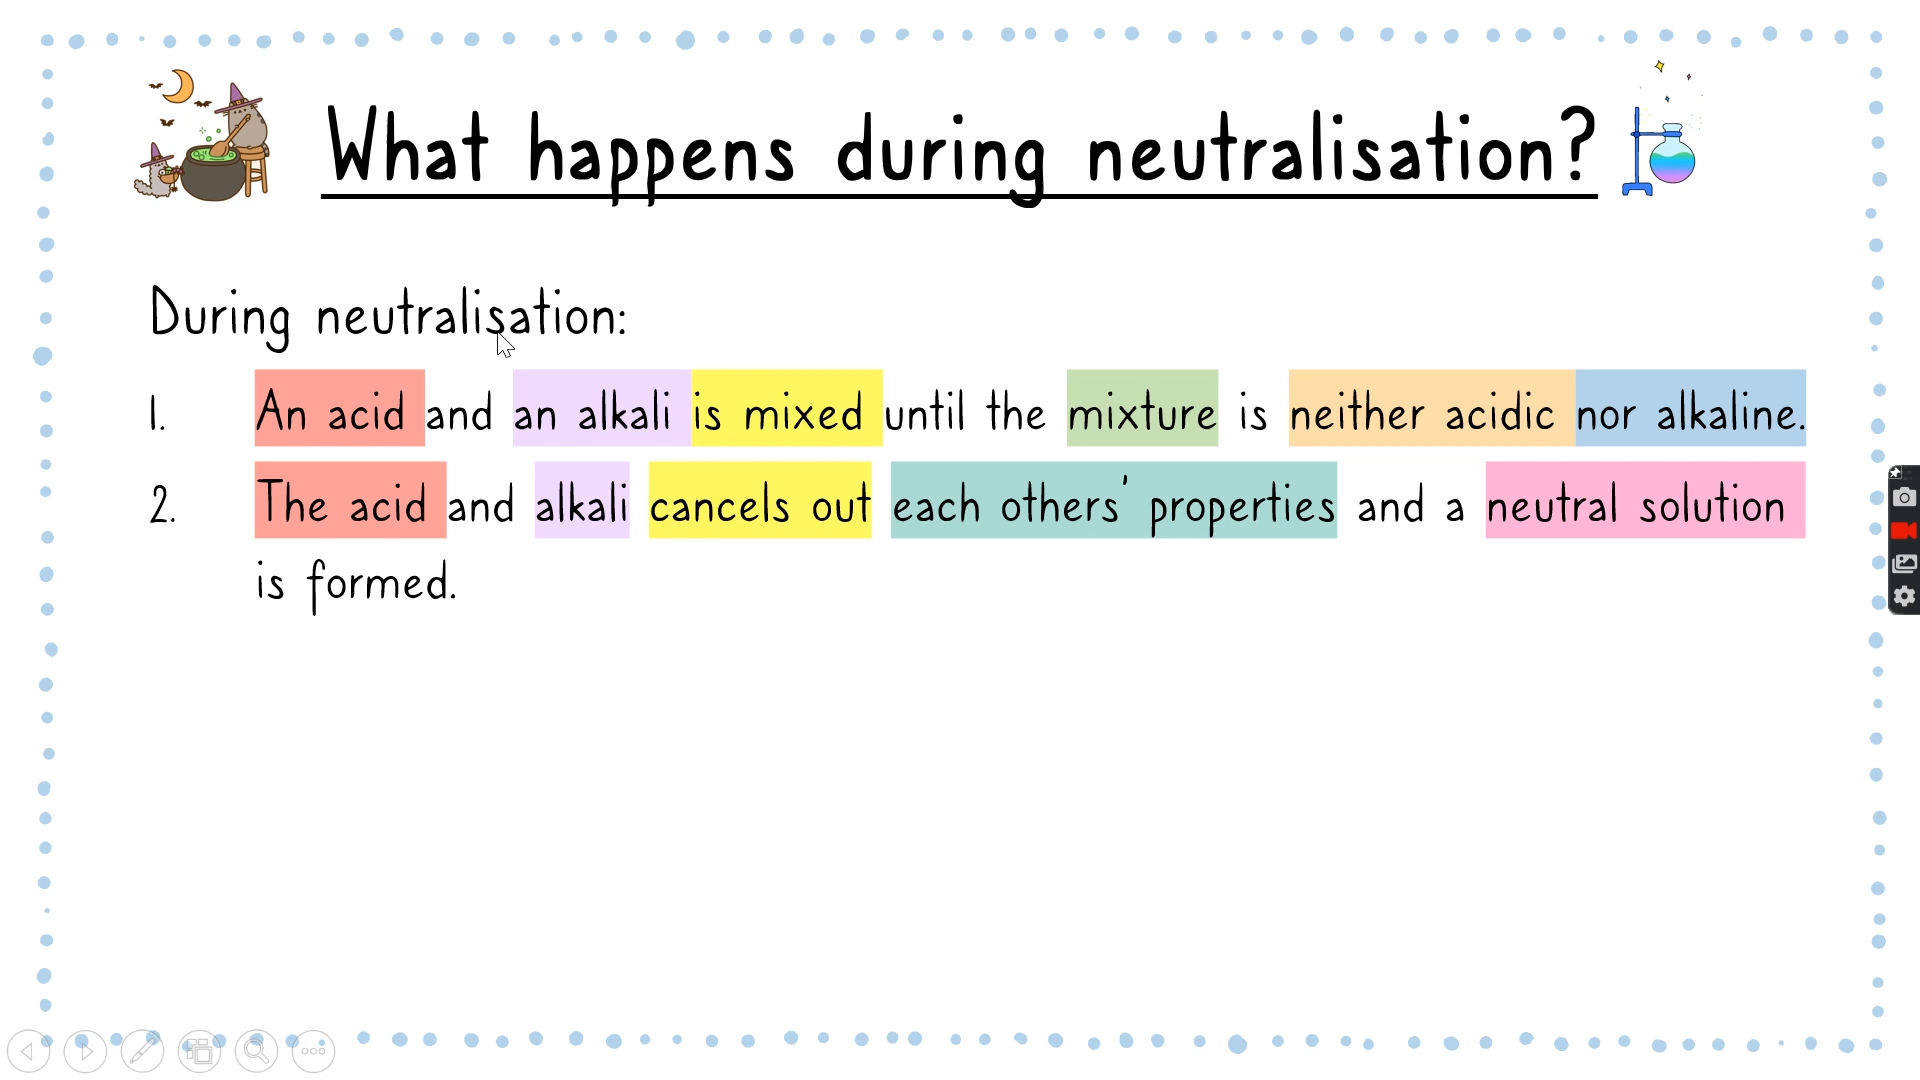 What happens during neutralisation?
During neutralisation:
1. An acid and an alkali is mixed until the mixture is neither acidic nor alkaline.
2. The acid and alkali cancels out each others' properties and a neutral solution
is formed.